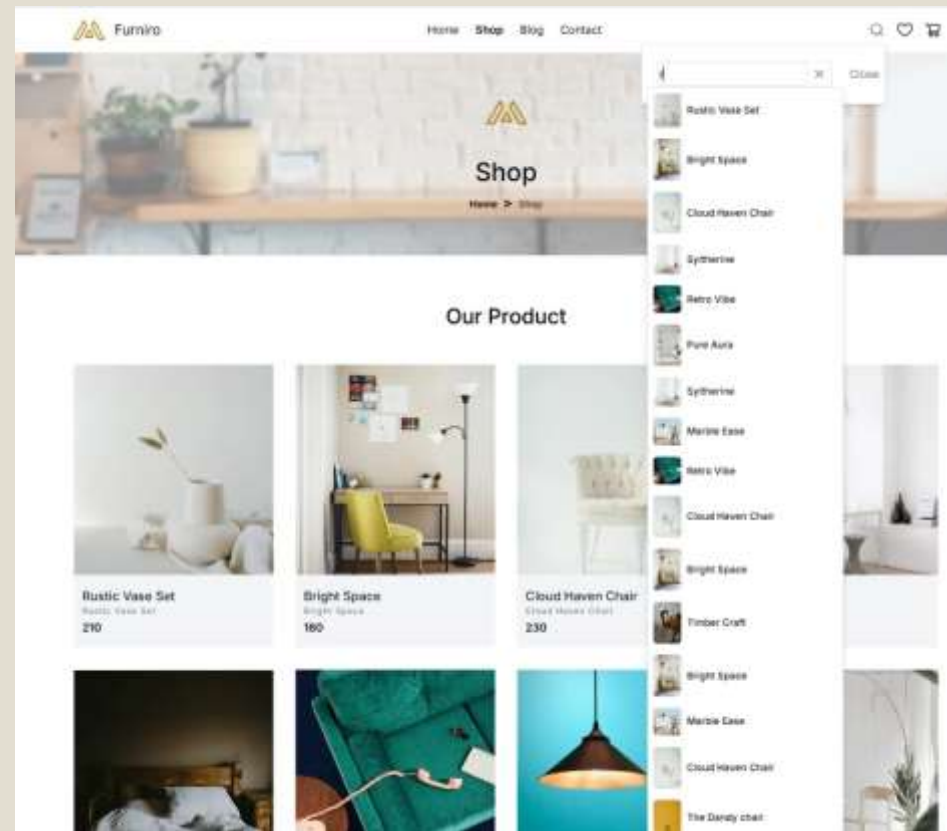 Furniro
Home Shop Blog Contact
Close
Shop
Home > Shop
Rustic Vase Set
Bright Space
Cloud Haven Chair
Sytherine
Retro Vibe
Pure Aura
Sytherine
Marble Ease
Retro Vibe
Cloud Haven Chair
Bright Space
Timber Craft
Bright Space
Marble Ease
Cloud Haven Chair
The Dandy chair
Our Product
Rustic Vase Set
Rustic Vase Set
210
Bright Space
Bright Space
160
Cloud Haven Chair
Cloud Haven Chair
230